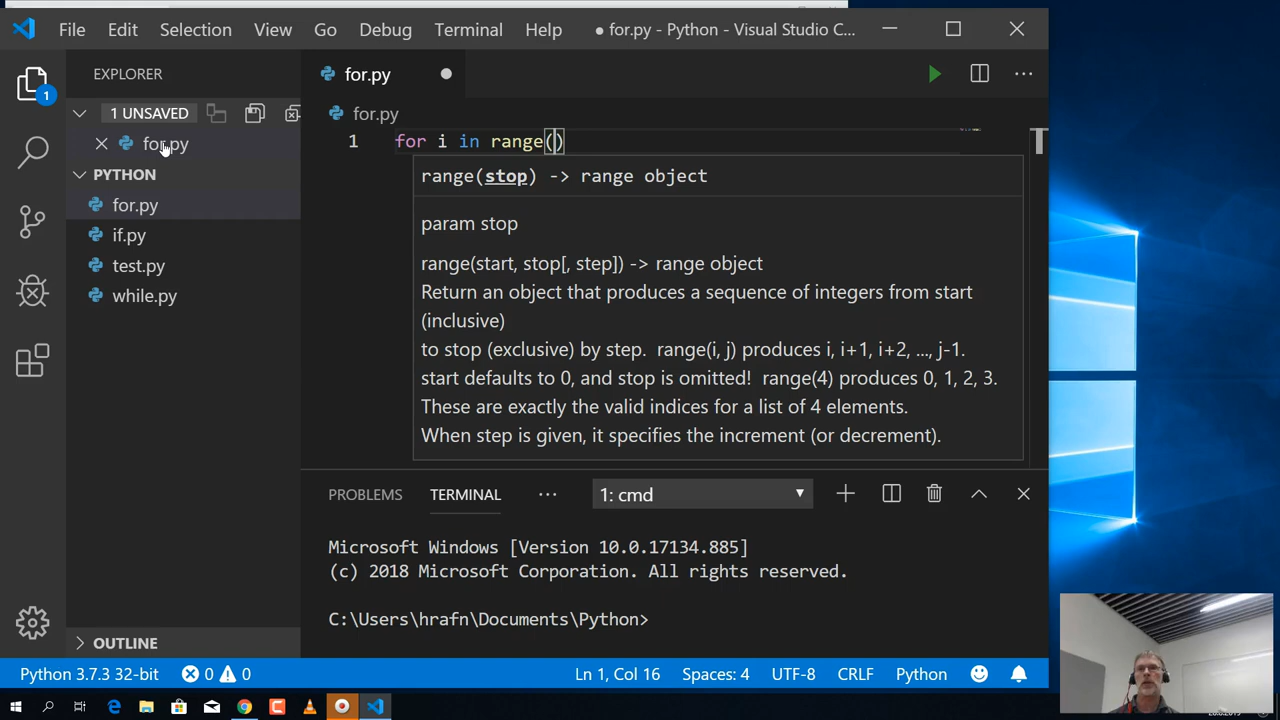 File Edit Selection View Go Debug Terminal Help ● for.py - Python - Visual Studio C...
EXPLORER
for.py
1 UNSAVED
for.py
for.py
1 for i in range()
PYTHON
for.py
if.py
test.py
while.py
range(stop) -> range object
param stop
range(start, stop[, step]) -> range object
Return an object that produces a sequence of integers from start
(inclusive)
to stop (exclusive) by step. range(i, j) produces i, i+1, i+2, ..., j-1.
start defaults to 0, and stop is omitted! range(4) produces 0, 1, 2, 3.
These are exactly the valid indices for a list of 4 elements.
When step is given, it specifies the increment (or decrement).
1
PROBLEMS TERMINAL ... 1: cmd
Microsoft Windows [Version 10.0.17134.885]
(c) 2018 Microsoft Corporation. All rights reserved.
C:\Users\hrafn\Documents\Python>
OUTLINE
Python 3.7.3 32-bit 0 0 Ln 1, Col 16 Spaces: 4 UTF-8 CRLF Python